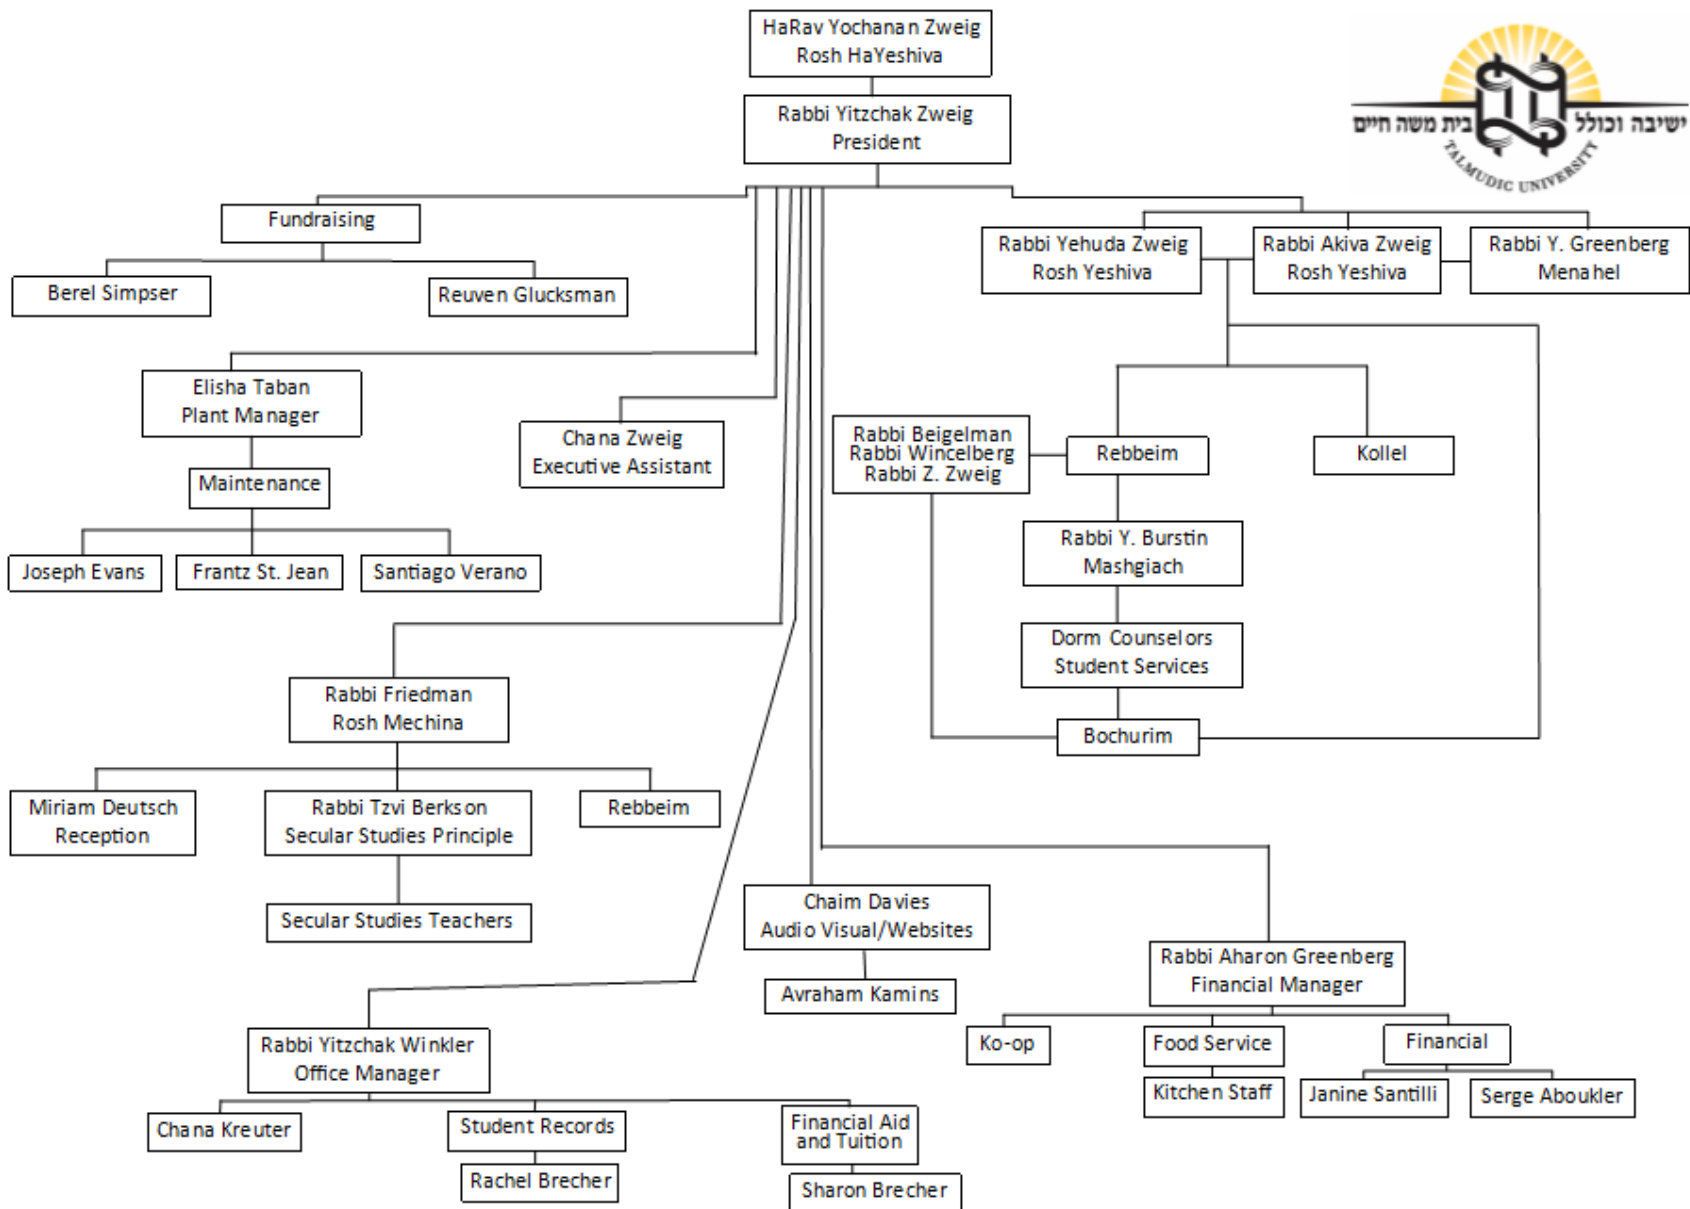 HaRav Yochanan Zweig
Rosh HaYeshiva
Rabbi Yitzchak Zweig
President
ישיבה וכולל בית משה חיים
TALMUDIC UNIVERSITY
Fundraising
Berel Simpser
Reuven Glucksman
Rabbi Yehuda Zweig
Rosh Yeshiva
Rabbi Akiva Zweig
Rosh Yeshiva
Rabbi Y. Greenberg
Menahel
Elisha Taban
Plant Manager
Chana Zweig
Executive Assistant
Maintenance
Joseph Evans
Frantz St. Jean
Santiago Verano
Rabbi Beigelman
Rabbi Wincelberg
Rabbi Z. Zweig
Rebbeim
Kollel
Rabbi Y. Burstin
Mashgiach
Dorm Counselors
Student Services
Bochurim
Rabbi Friedman
Rosh Mechina
Miriam Deutsch
Reception
Rabbi Tzvi Berkson
Secular Studies Principle
Rebbeim
Secular Studies Teachers
Chaim Davies
Audio Visual/Websites
Avraham Kamins
Rabbi Aharon Greenberg
Financial Manager
Ko-op
Food Service
Financial
Kitchen Staff
Janine Santilli
Serge Aboukler
Rabbi Yitzchak Winkler
Office Manager
Chana Kreuter
Student Records
Financial Aid
and Tuition
Rachel Brecher
Sharon Brecher